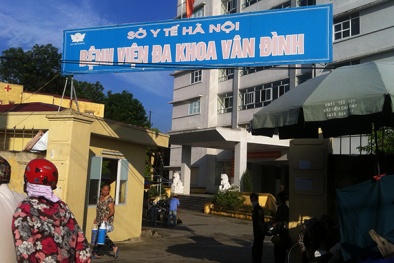 SỞ Y TẾ HÀ NỘI
BỆNH VIỆN ĐA KHOA VÂN ĐÌNH